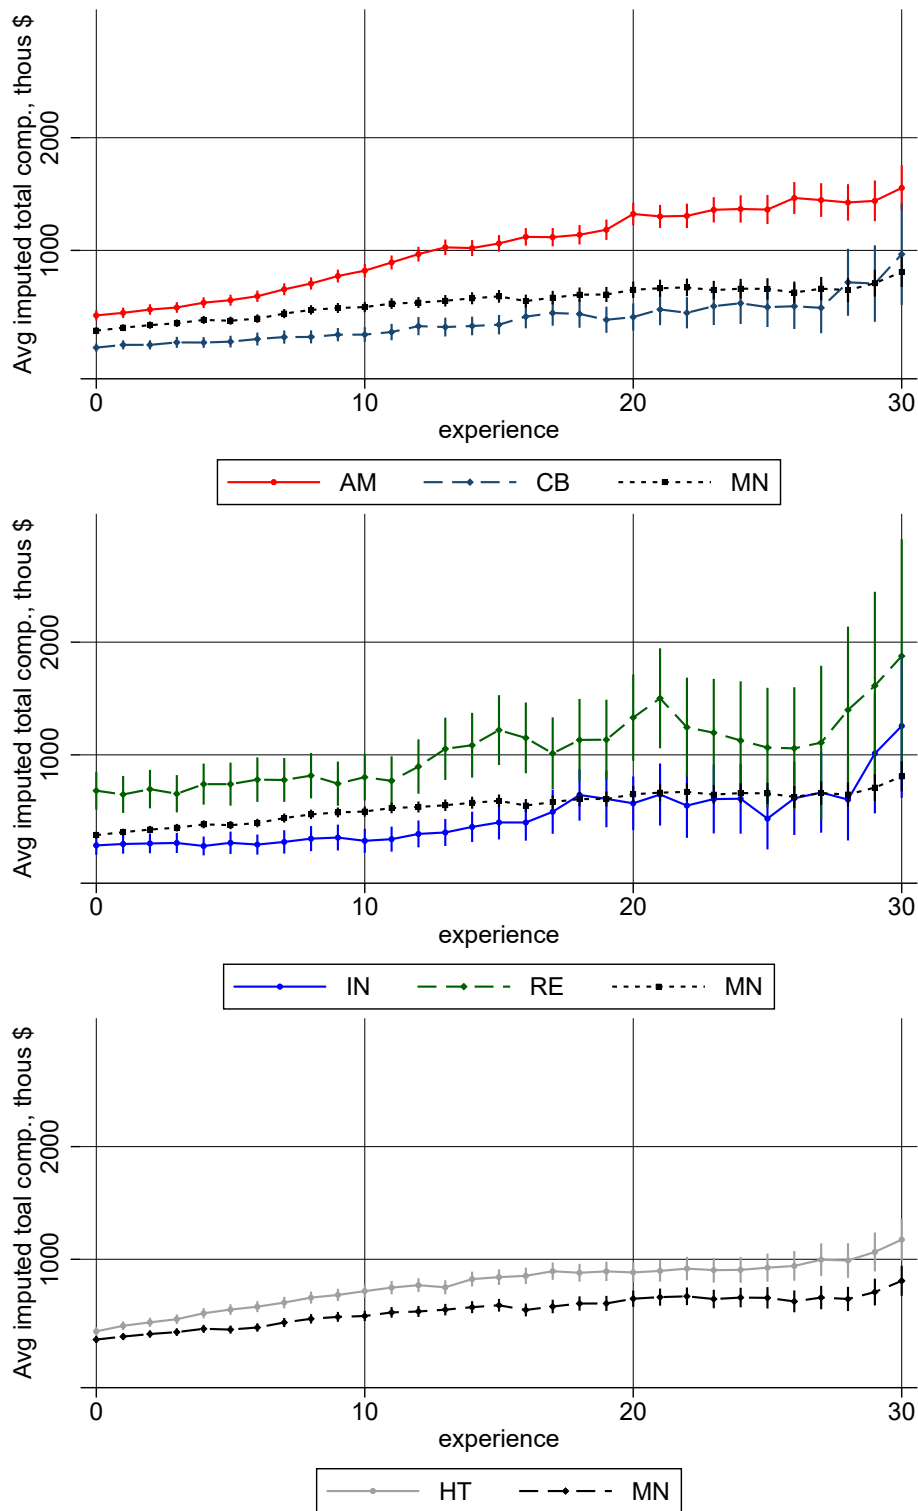 Avg imputed total comp., thous $
2000
1000
0 10 20 30
experience
AM CB MN
Avg imputed total comp., thous $
2000
1000
0 10 20 30
experience
IN RE MN
Avg imputed toal comp., thous $
2000
1000
0 10 20 30
experience
HT MN